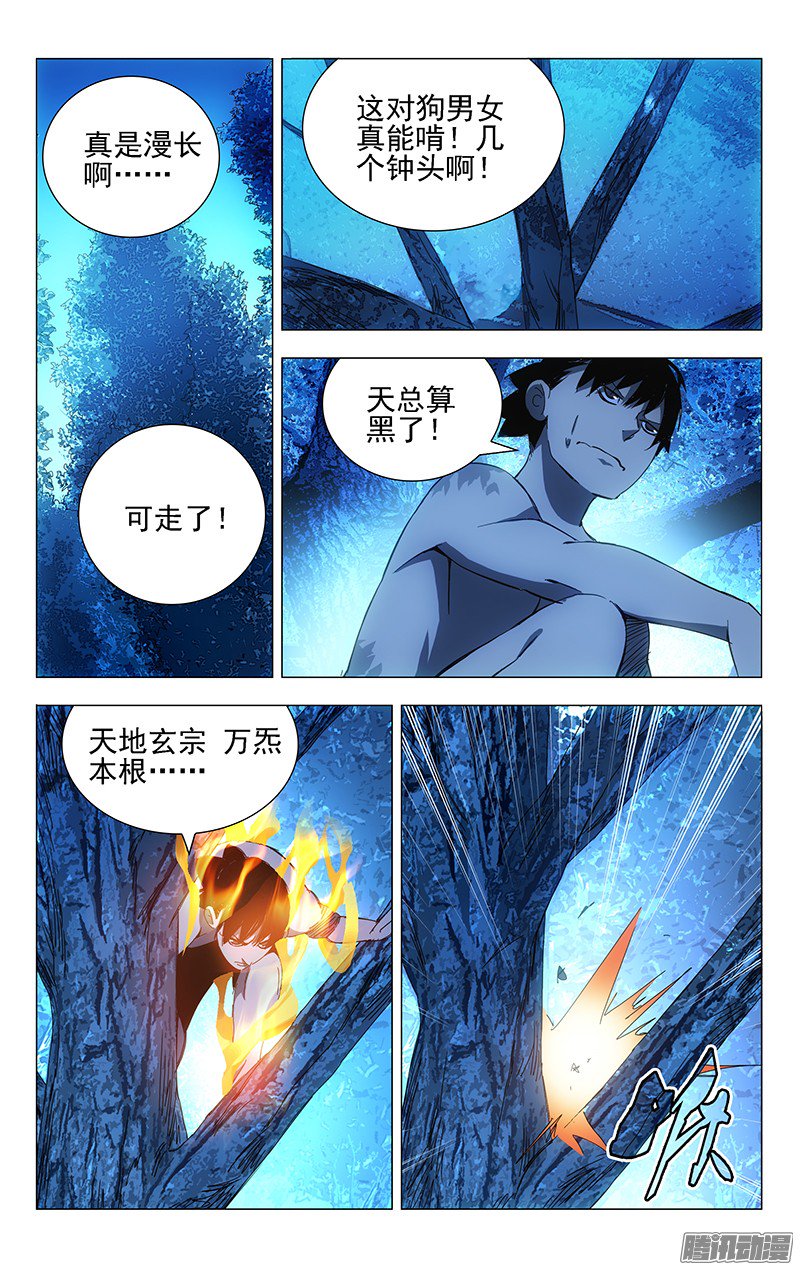 真是漫长
啊……
可走了!
这对狗男女
真能啃!几
个钟头啊!
天总算
黑了!
天地玄宗 万炁
本根……
咻
腾讯动漫